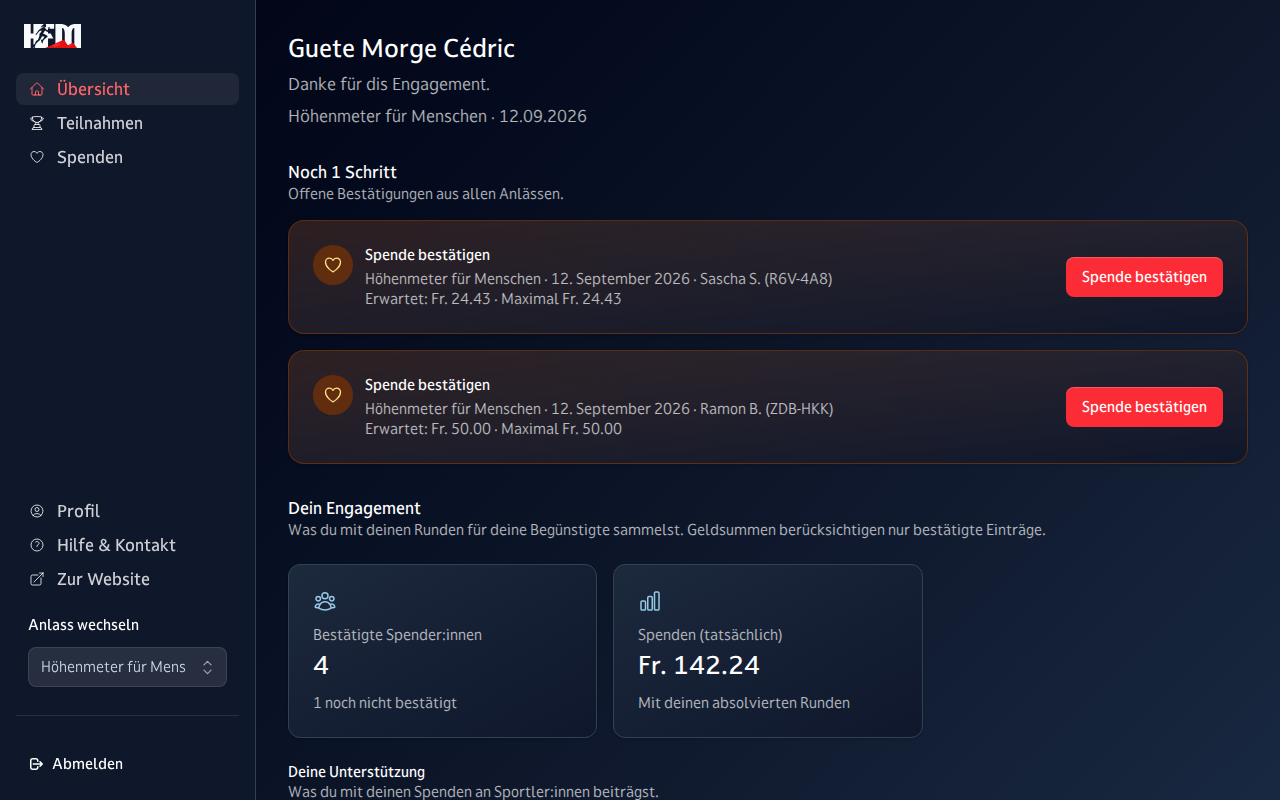 HFM
Übersicht
Teilnahmen
Spenden
Profil
Hilfe & Kontakt
Zur Website
Anlass wechseln
Höhenmeter für Mens
Abmelden
Guete Morge Cédric
Danke für dis Engagement.
Höhenmeter für Menschen · 12.09.2026
Noch 1 Schritt
Offene Bestätigungen aus allen Anlässen.
Spende bestätigen
Höhenmeter für Menschen · 12. September 2026 · Sascha S. (R6V-4A8)
Erwartet: Fr. 24.43 · Maximal Fr. 24.43
Spende bestätigen
Spende bestätigen
Höhenmeter für Menschen · 12. September 2026 · Ramon B. (ZDB-HKK)
Erwartet: Fr. 50.00 · Maximal Fr. 50.00
Spende bestätigen
Dein Engagement
Was du mit deinen Runden für deine Begünstigte sammelst. Geldsummen berücksichtigen nur bestätigte Einträge.
Bestätigte Spender:innen
4
1 noch nicht bestätigt
Spenden (tatsächlich)
Fr. 142.24
Mit deinen absolvierten Runden
Deine Unterstützung
Was du mit deinen Spenden an Sportler:innen beiträgst.